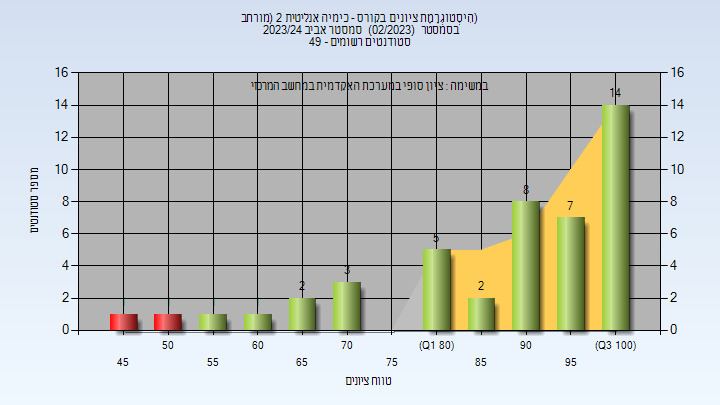 (היסטוגרמת ציונים בקורס - כימיה אנליטית 2 (מורחב
בסמסטר (02/2023) סמסטר אביב 2023/24
סטודנטים רשומים - 49
במשימה : ציון סופי במערכת האקדמית במחשב המרכזי
מספר סטודנטים
16 16
14 14
12 12
10 10
8 8
6 6
4 4
2 2
0 0
2 3 5 2 8 7 14
50 60 70 (Q1 80) 90 (Q3 100)
45 55 65 75 85 95
טווח ציונים